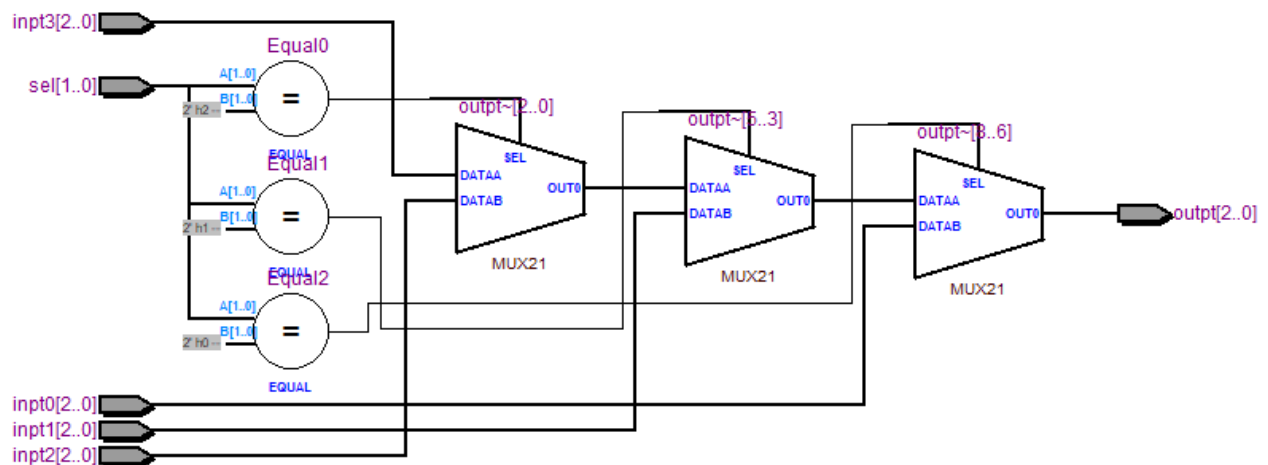 inpt3[2..0]
sel[1..0]
Equal0
A[1..0]
B[1..0]
2' h2 --
=
EQUAL
Equal1
A[1..0]
B[1..0]
2' h1 --
=
EQUAL
Equal2
A[1..0]
B[1..0]
2' h0 --
=
EQUAL
outpt~[2..0]
SEL
DATAA
DATAB
OUT0
MUX21
outpt~[5..3]
SEL
DATAA
DATAB
OUT0
MUX21
outpt~[8..6]
SEL
DATAA
DATAB
OUT0
MUX21
outpt[2..0]
inpt0[2..0]
inpt1[2..0]
inpt2[2..0]